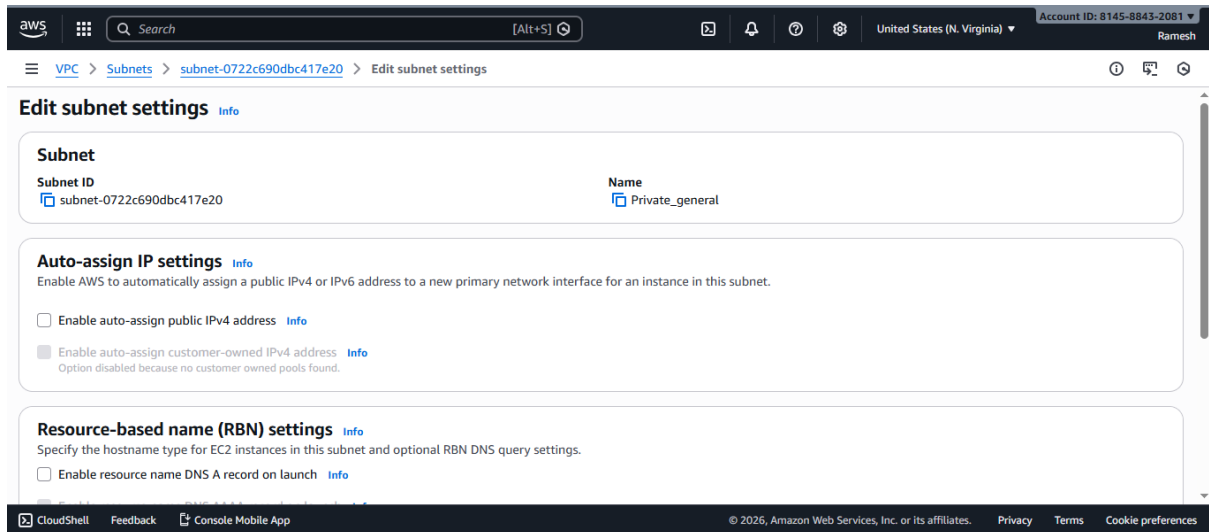 aws
Search [Alt+S]
United States (N. Virginia) ▼
Account ID: 8145-8843-2081 ▼
Ramesh
VPC > Subnets > subnet-0722c690dbc417e20 > Edit subnet settings
Edit subnet settings Info
Subnet
Subnet ID
subnet-0722c690dbc417e20
Name
Private_general
Auto-assign IP settings Info
Enable AWS to automatically assign a public IPv4 or IPv6 address to a new primary network interface for an instance in this subnet.
Enable auto-assign public IPv4 address Info
Enable auto-assign customer-owned IPv4 address Info
Option disabled because no customer owned pools found.
Resource-based name (RBN) settings Info
Specify the hostname type for EC2 instances in this subnet and optional RBN DNS query settings.
Enable resource name DNS A record on launch Info
CloudShell Feedback Console Mobile App © 2026, Amazon Web Services, Inc. or its affiliates. Privacy Terms Cookie preferences